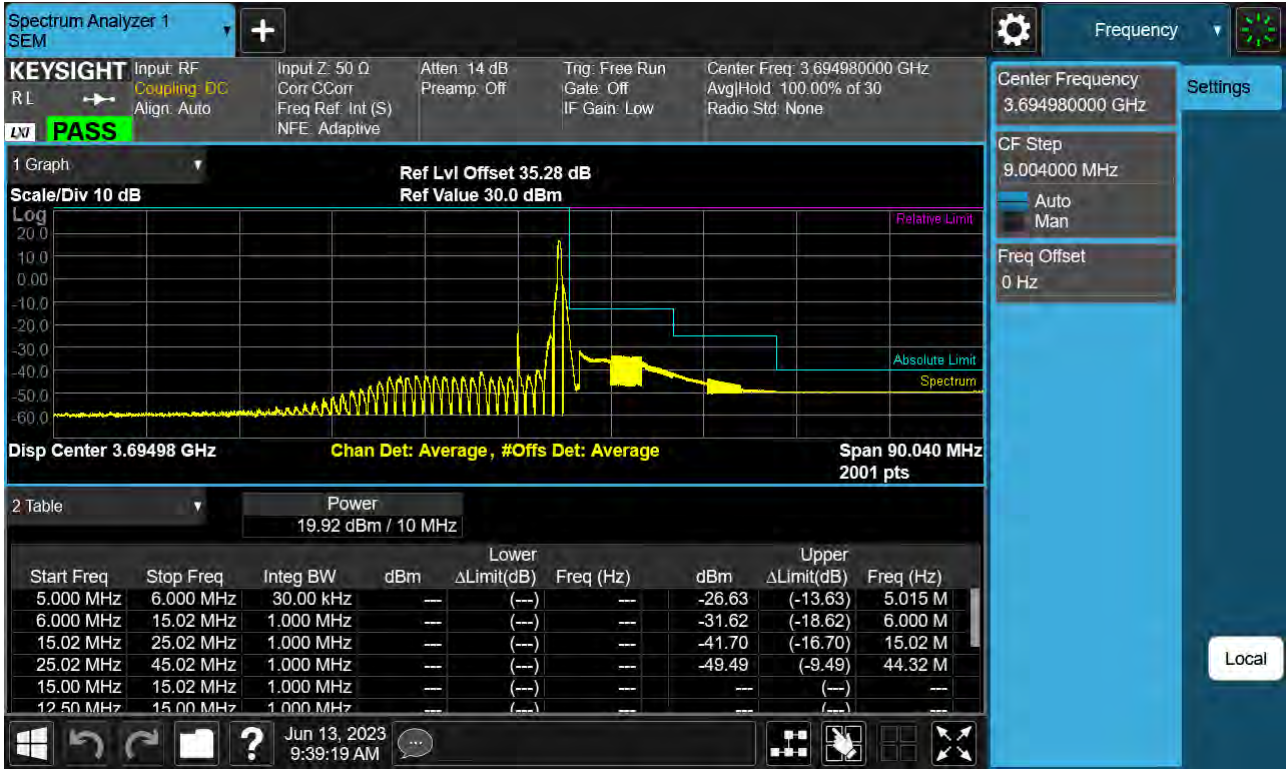 Spectrum Analyzer 1
SEM
Frequency
KEYSIGHT
R L
LXI
PASS
Input: RF
Coupling: DC
Align: Auto
Input Z: 50 Ω
Corr CCorr
Freq Ref: Int (S)
NFE: Adaptive
Atten: 14 dB
Preamp: Off
Trig: Free Run
Gate: Off
IF Gain: Low
Center Freq: 3.694980000 GHz
Avg|Hold: 100.00% of 30
Radio Std: None
Center Frequency
3.694980000 GHz
Settings
CF Step
9.004000 MHz
Auto
Man
Freq Offset
0 Hz
1 Graph
Scale/Div 10 dB
Ref Lvl Offset 35.28 dB
Ref Value 30.0 dBm
Log
20.0
10.0
0.00
-10.0
-20.0
-30.0
-40.0
-50.0
-60.0
Relative Limit
Absolute Limit
Spectrum
Disp Center 3.69498 GHz
Chan Det: Average , #Offs Det: Average
Span 90.040 MHz
2001 pts
2 Table
Power
19.92 dBm / 10 MHz
Lower Upper
Start Freq Stop Freq Integ BW dBm ΔLimit(dB) Freq (Hz) dBm ΔLimit(dB) Freq (Hz)
5.000 MHz 6.000 MHz 30.00 kHz --- (---) --- -26.63 (-13.63) 5.015 M
6.000 MHz 15.02 MHz 1.000 MHz --- (---) --- -31.62 (-18.62) 6.000 M
15.02 MHz 25.02 MHz 1.000 MHz --- (---) --- -41.70 (-16.70) 15.02 M
25.02 MHz 45.02 MHz 1.000 MHz --- (---) --- -49.49 (-9.49) 44.32 M
15.00 MHz 15.02 MHz 1.000 MHz --- (---) --- --- (---) ---
12.50 MHz 15.00 MHz 1.000 MHz --- (---) --- --- (---) ---
Local
?
Jun 13, 2023
9:39:19 AM